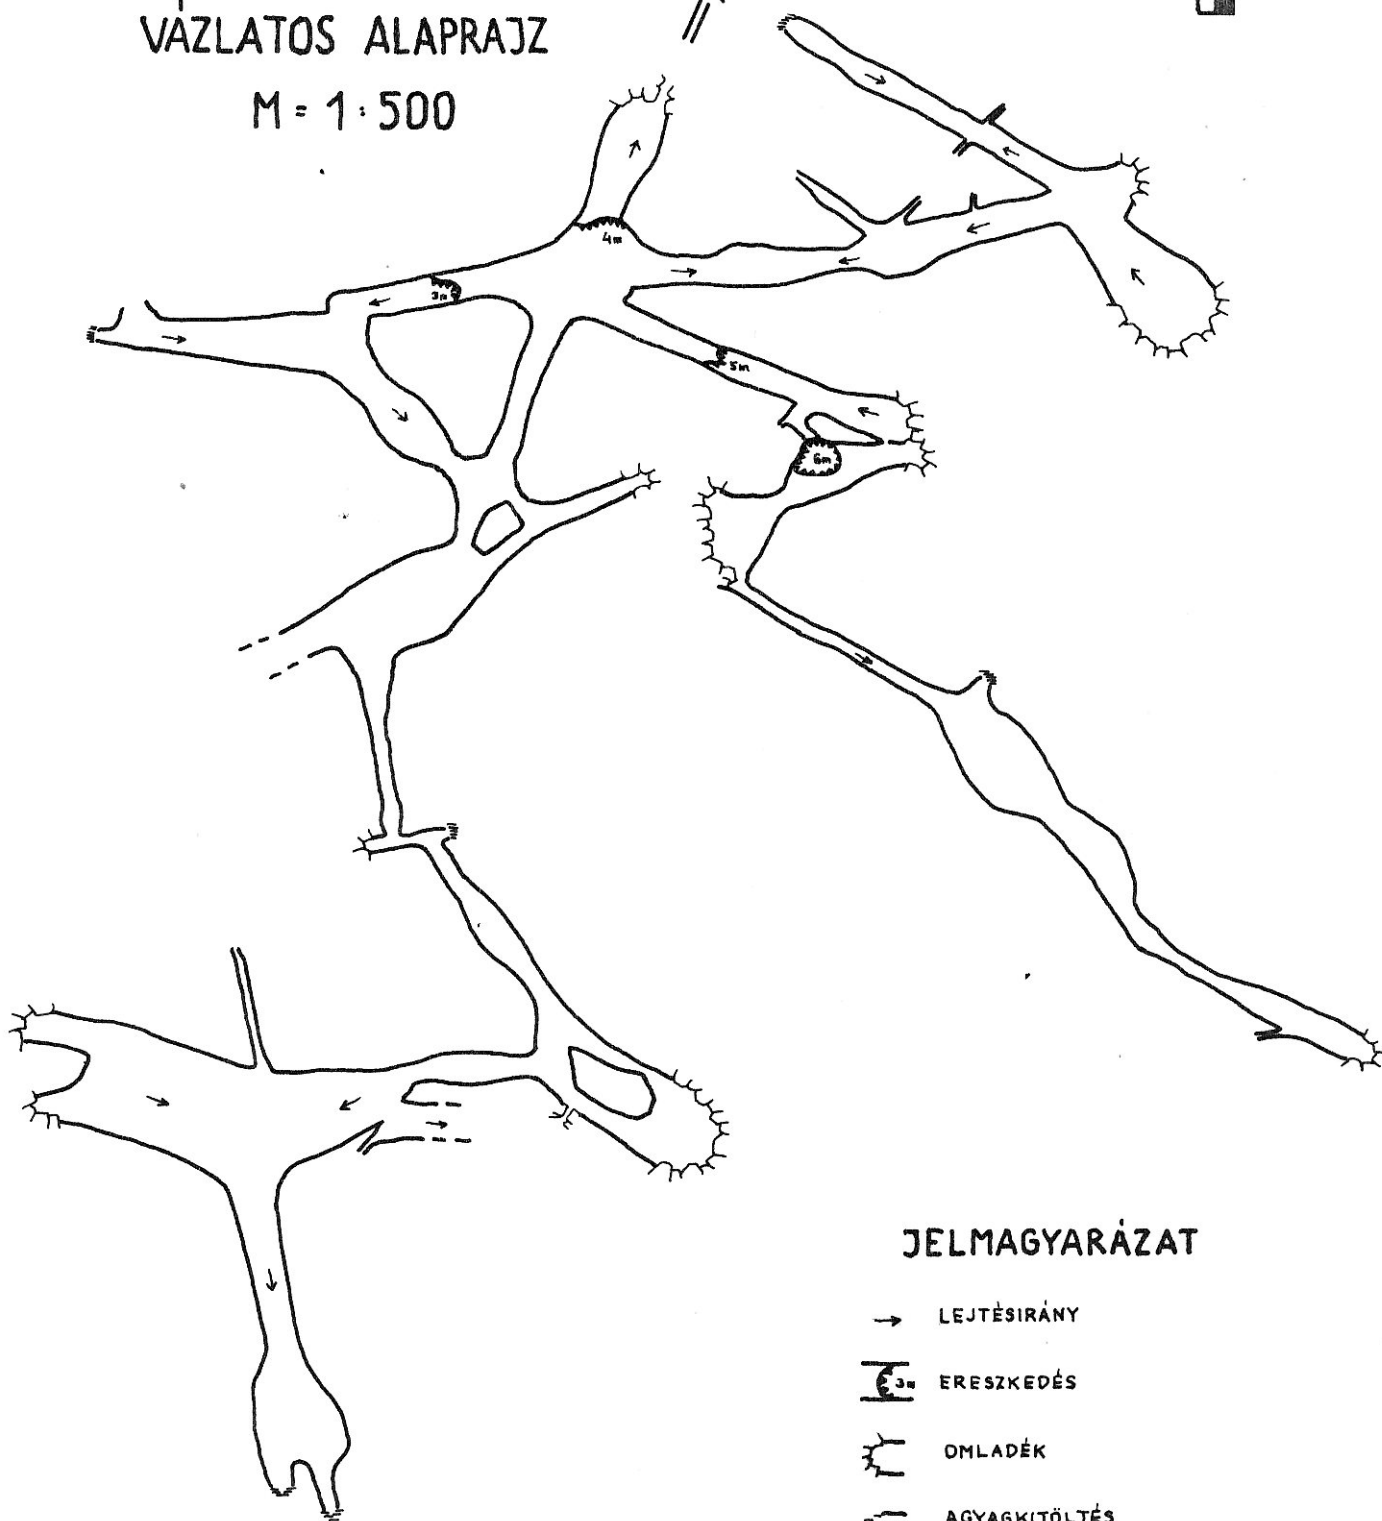 VÁZLATOS ALAPRAJZ
M = 1:500
4m
3m
5m
6m
JELMAGYARÁZAT
LEJTÉSIRÁNY
3m ERESZKEDÉS
OMLADÉK
AGYAGKITÖLTÉS